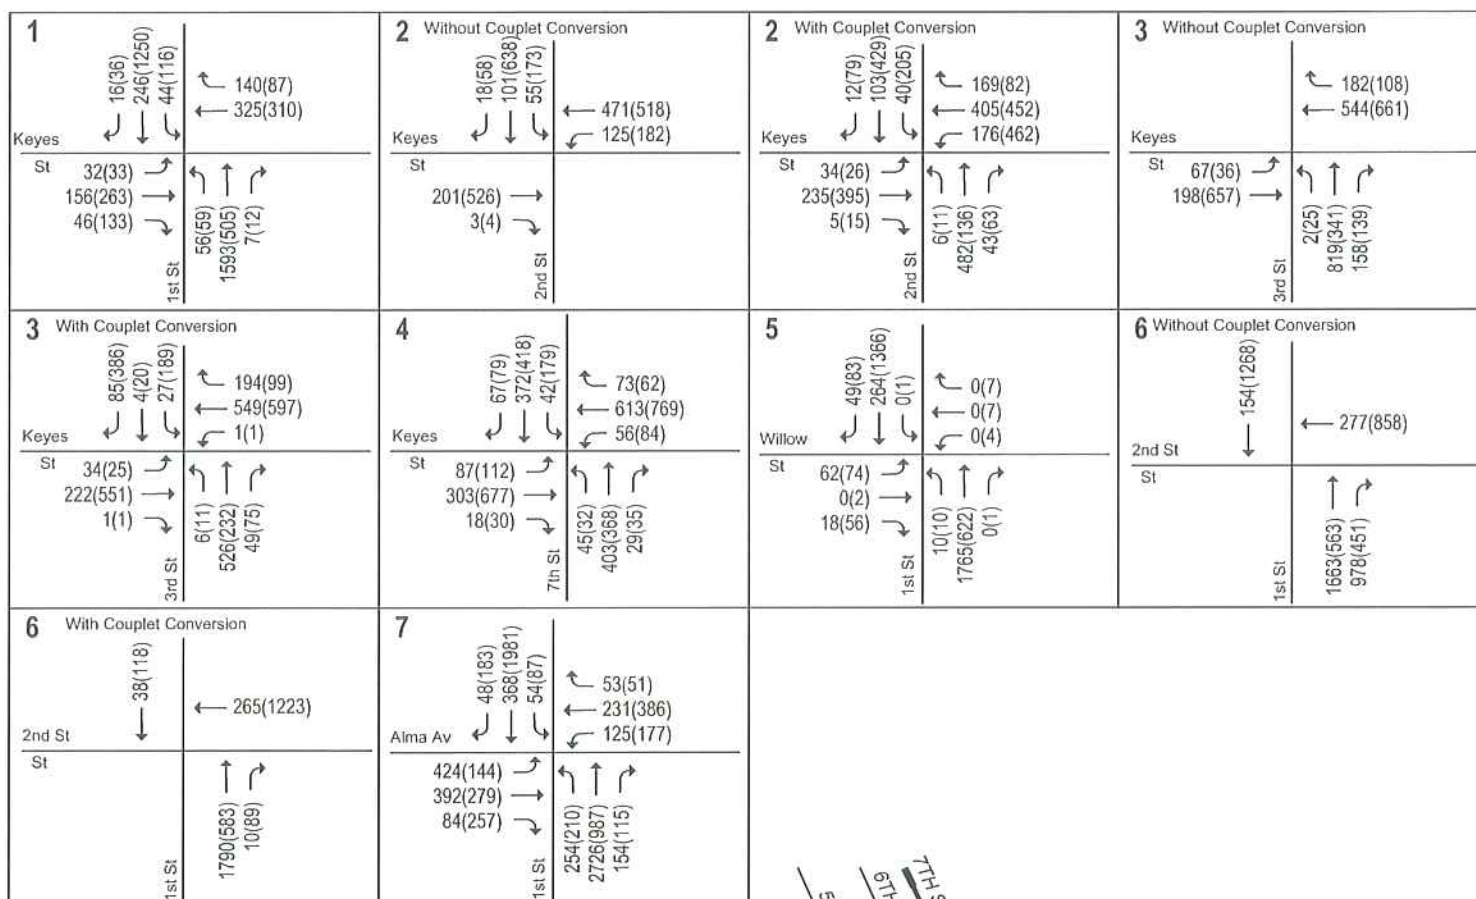 1
16(36)
246(1250)
44(116)
140(87)
325(310)
Keyes
St
32(33)
156(263)
46(133)
56(59)
1593(505)
7(12)
1st St
2 Without Couplet Conversion
18(58)
101(638)
55(173)
471(518)
125(182)
Keyes
St
201(526)
3(4)
2nd St
2 With Couplet Conversion
12(79)
103(429)
40(205)
169(82)
405(452)
176(462)
Keyes
St
34(26)
235(395)
5(15)
6(11)
482(136)
43(63)
2nd St
3 Without Couplet Conversion
182(108)
544(661)
Keyes
St
67(36)
198(657)
2(25)
819(341)
158(139)
3rd St
3 With Couplet Conversion
85(386)
4(20)
27(189)
194(99)
549(597)
1(1)
Keyes
St
34(25)
222(551)
1(1)
6(11)
526(232)
49(75)
3rd St
4
67(79)
372(418)
42(179)
73(62)
613(769)
56(84)
Keyes
St
87(112)
303(677)
18(30)
45(32)
403(368)
29(35)
7th St
5
49(83)
264(1366)
0(1)
0(7)
0(7)
0(4)
Willow
St
62(74)
0(2)
18(56)
10(10)
1765(622)
0(1)
1st St
6 Without Couplet Conversion
154(1268)
277(858)
2nd St
St
1663(563)
978(451)
1st St
6 With Couplet Conversion
38(118)
265(1223)
2nd St
St
1790(583)
10(89)
1st St
7
48(183)
368(1981)
54(87)
53(51)
231(386)
125(177)
Alma Av
424(144)
392(279)
84(257)
254(210)
2726(987)
154(115)
1st St
5
6TH
7TH S